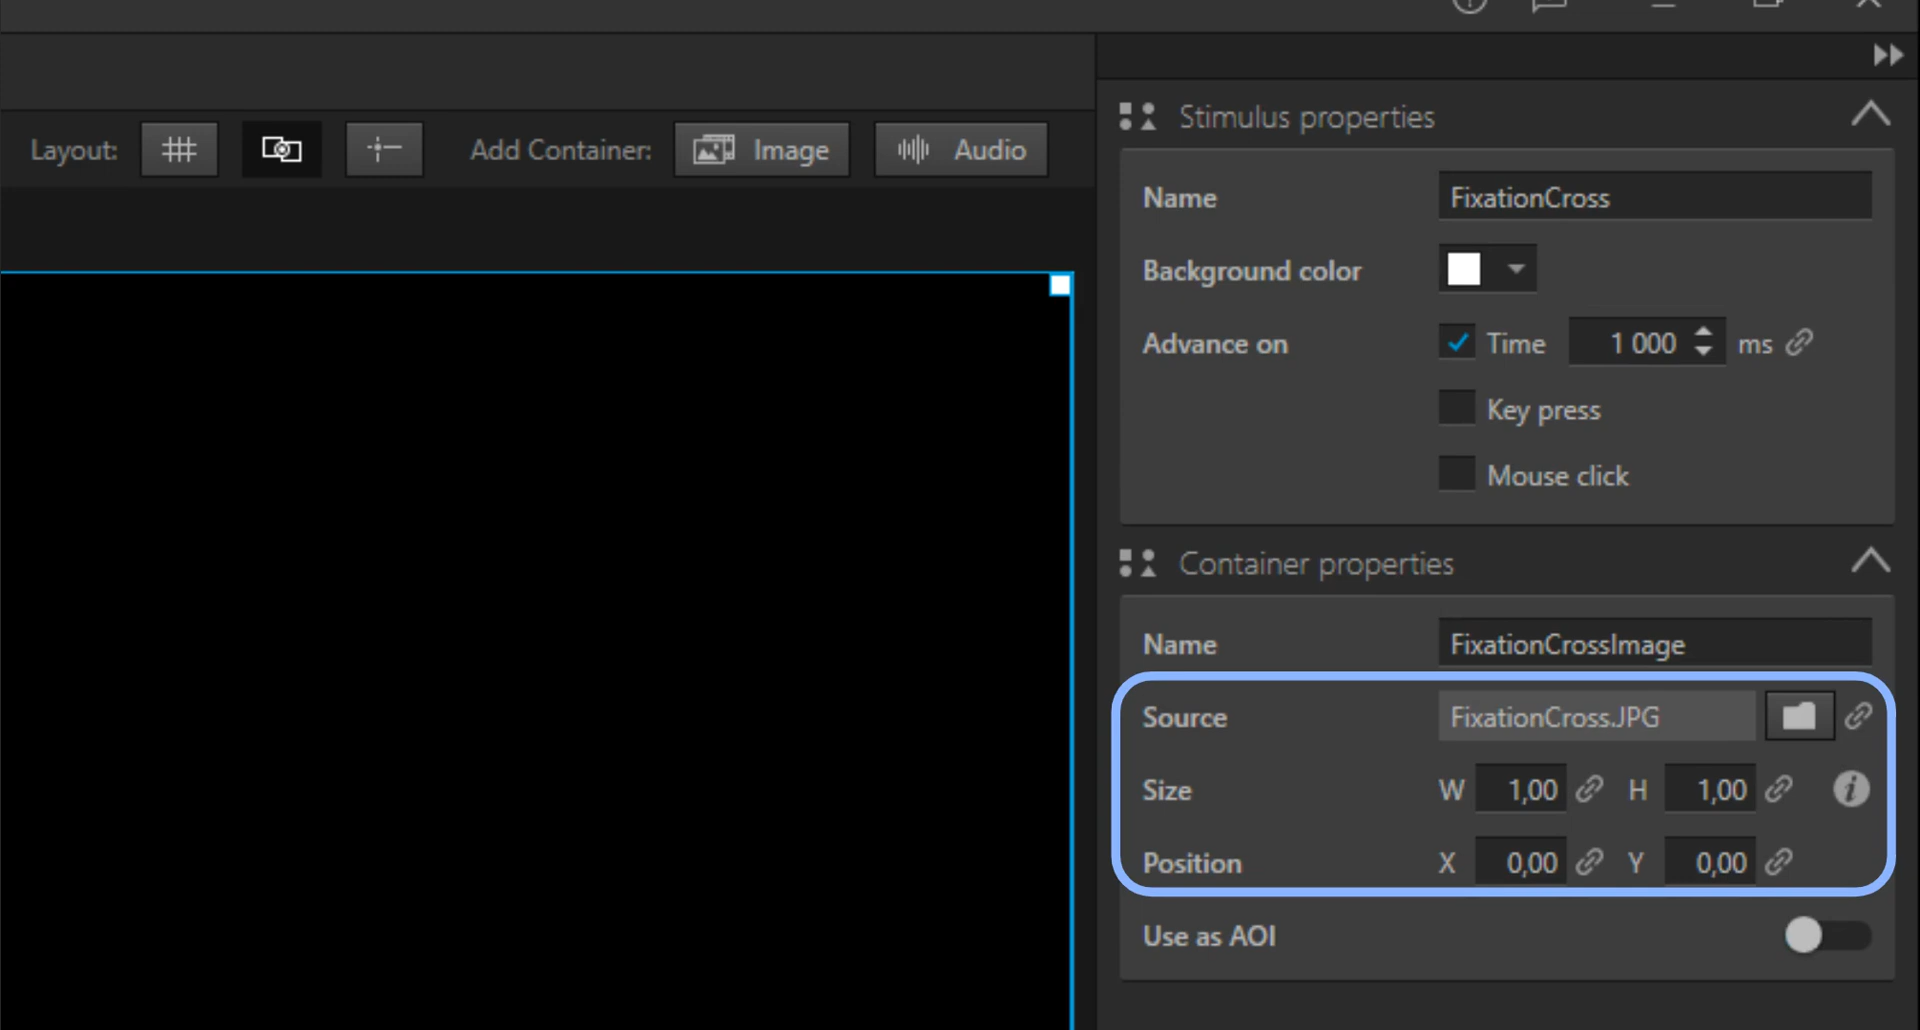 Layout: Add Container: Image Audio
Stimulus properties
Name FixationCross
Background color
Advance on Time 1 000 ms
Key press
Mouse click
Container properties
Name FixationCrossImage
Source FixationCross.JPG
Size W 1,00 H 1,00
Position X 0,00 Y 0,00
Use as AOI